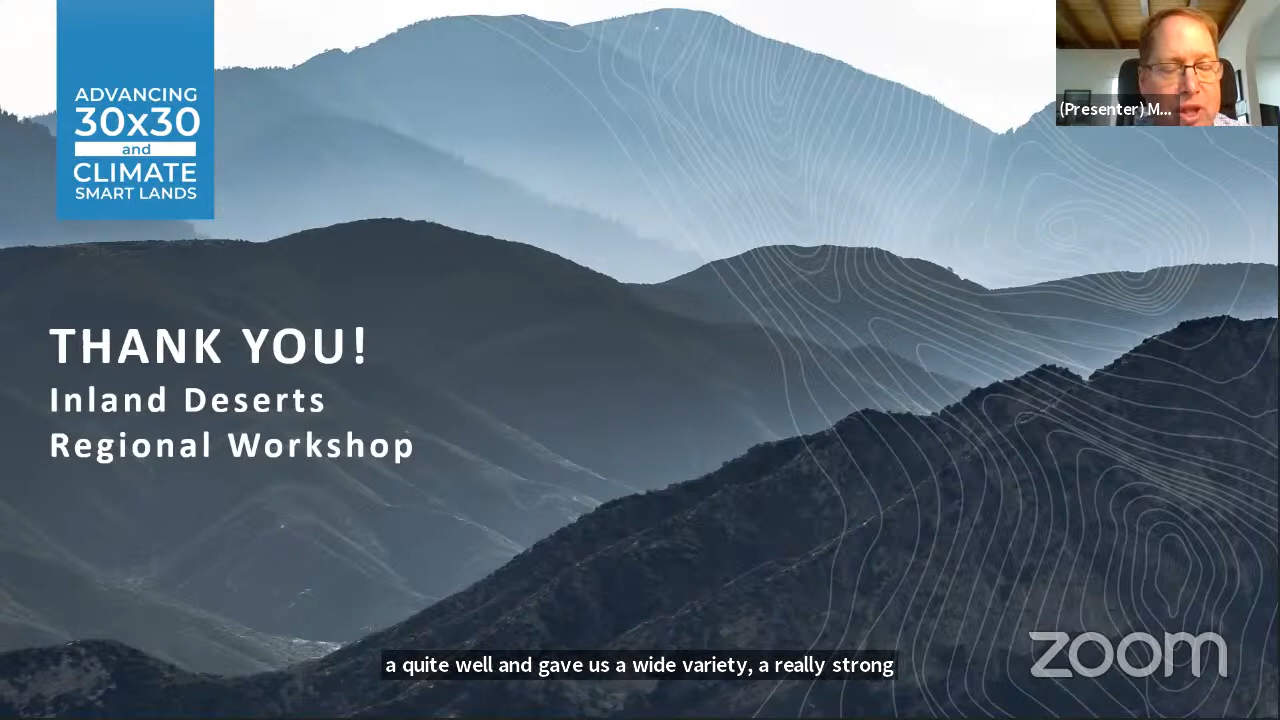 ADVANCING
30x30
and
CLIMATE
SMART LANDS
(Presenter) M...
THANK YOU!
Inland Deserts
Regional Workshop
a quite well and gave us a wide variety, a really strong
zoom